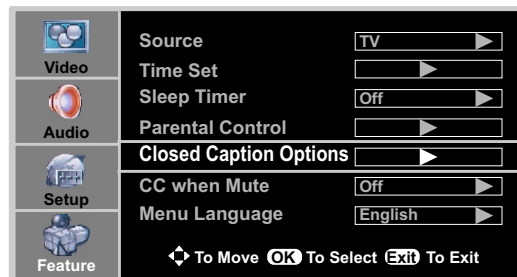 Video
Audio
Setup
Feature
Source TV
Time Set
Sleep Timer Off
Parental Control
Closed Caption Options
CC when Mute Off
Menu Language English
To Move OK To Select Exit To Exit